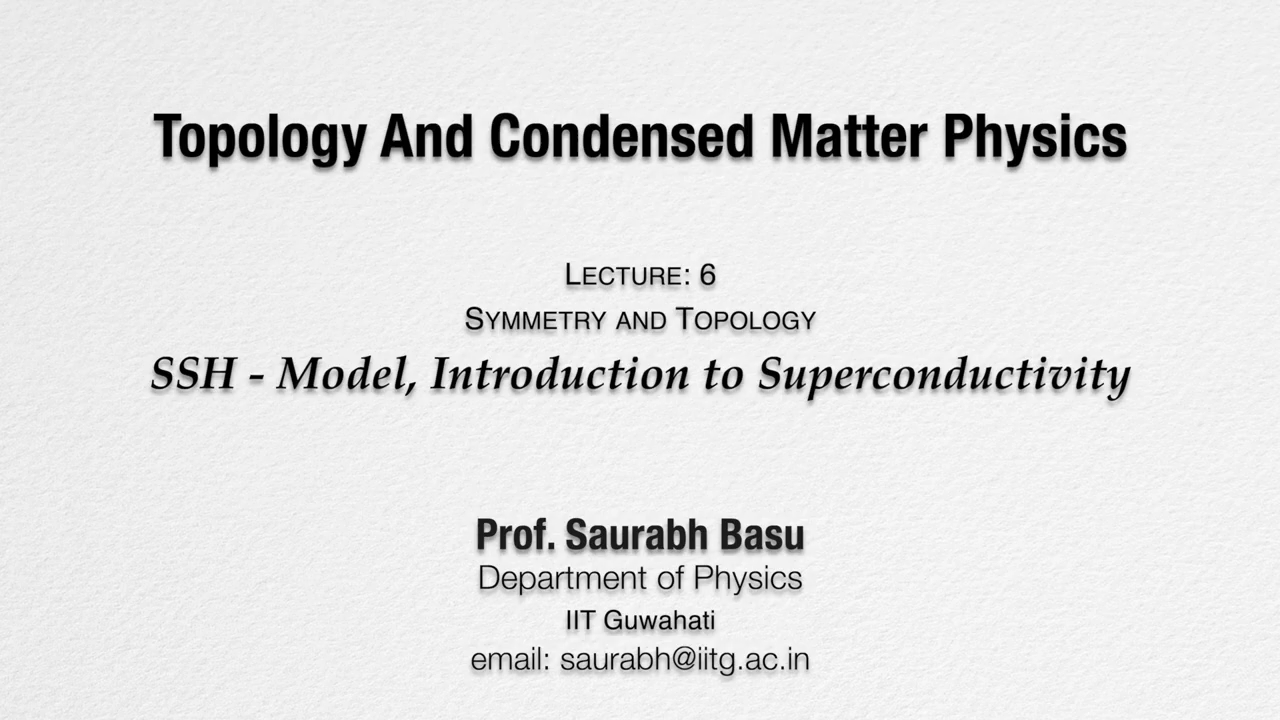 Topology And Condensed Matter Physics
LECTURE: 6
SYMMETRY AND TOPOLOGY
SSH - Model, Introduction to Superconductivity
Prof. Saurabh Basu
Department of Physics
IIT Guwahati
email: saurabh@iitg.ac.in